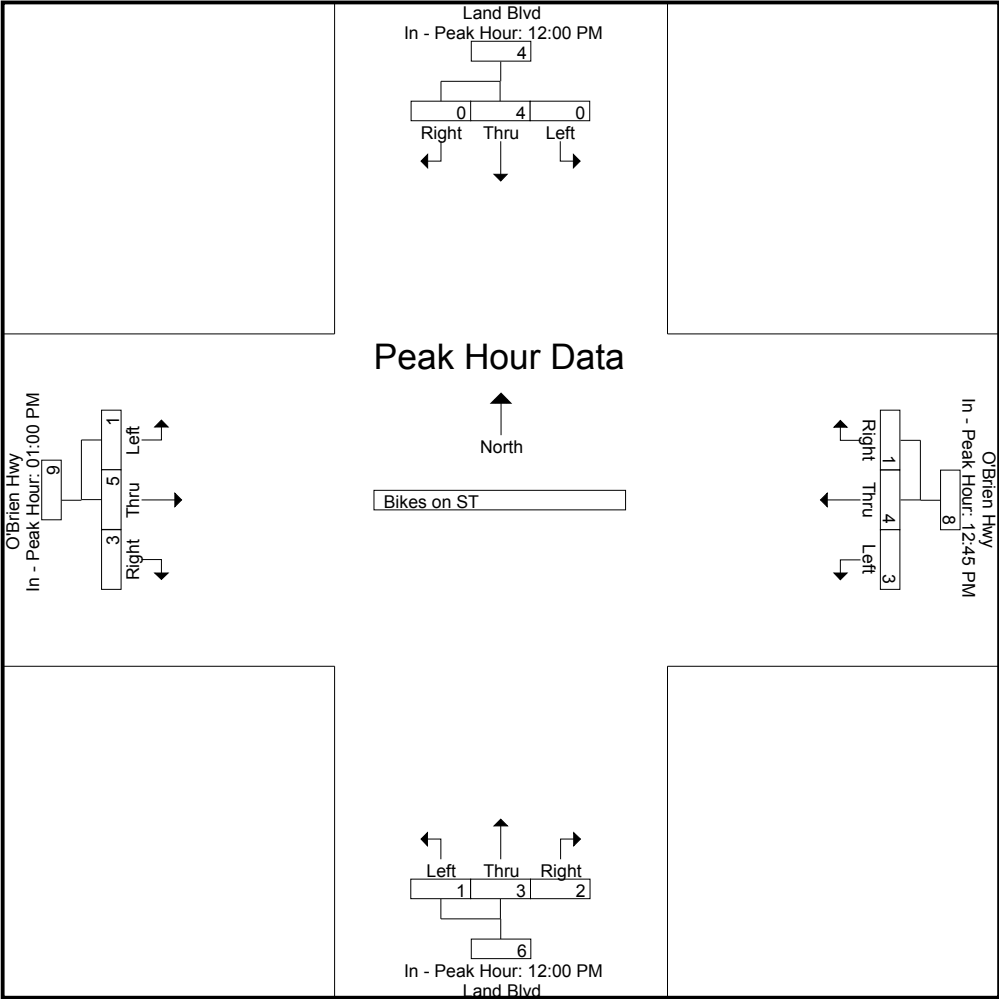 Land Blvd
In - Peak Hour: 12:00 PM
4
0 4 0
Right Thru Left
Peak Hour Data
North
Bikes on ST
O'Brien Hwy
In - Peak Hour: 01:00 PM
9
1 5 3
Left Thru Right
O'Brien Hwy
In - Peak Hour: 12:45 PM
8
1 4 3
Right Thru Left
Left Thru Right
1 3 2
6
In - Peak Hour: 12:00 PM
Land Blvd